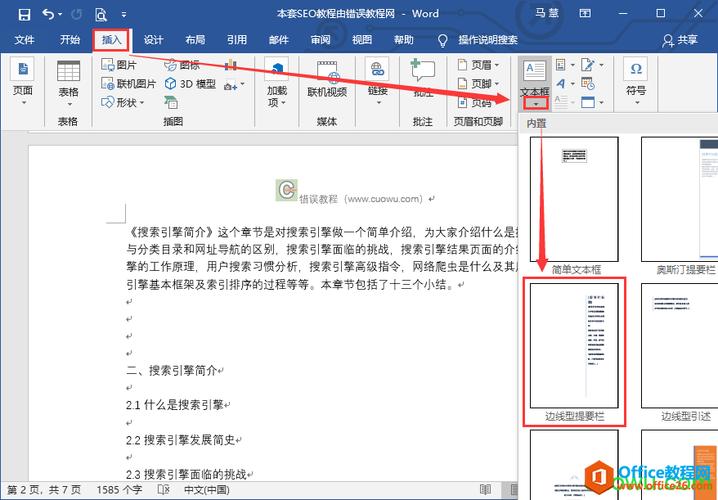 本套SEO教程由错误教程网 - Word
马 慧
文件 开始 插入 设计 布局 引用 邮件 审阅 视图 帮助 操作说明搜索 共享
页面
表格
图片
联机图片
形状
图标
3D 模型
加载项
联机视频
链接
批注
页眉
页脚
页码
文本框
符号
表格 插图 媒体 批注 页眉和页脚
内置
简单文本框 奥斯汀提要栏
边线型提要栏 边线型引述
C 错误教程（www.cuowu.com）
《搜索引擎简介》这个章节是对搜索引擎做一个简单介绍，为大家介绍什么是
与分类目录和网址导航的区别，搜索引擎面临的挑战，搜索引擎结果页面的介
擎的工作原理，用户搜索习惯分析，搜索引擎高级指令，网络爬虫是什么及其
引擎基本框架及索引排序的过程等等。本章节包括了十三个小结。
二、搜索引擎简介
2.1 什么是搜索引擎
2.2 搜索引擎发展简史
2.3 搜索引擎面临的挑战
第 2 页，共 7 页 1585 个字 中文(中国)
Office教程网
www.office26.com